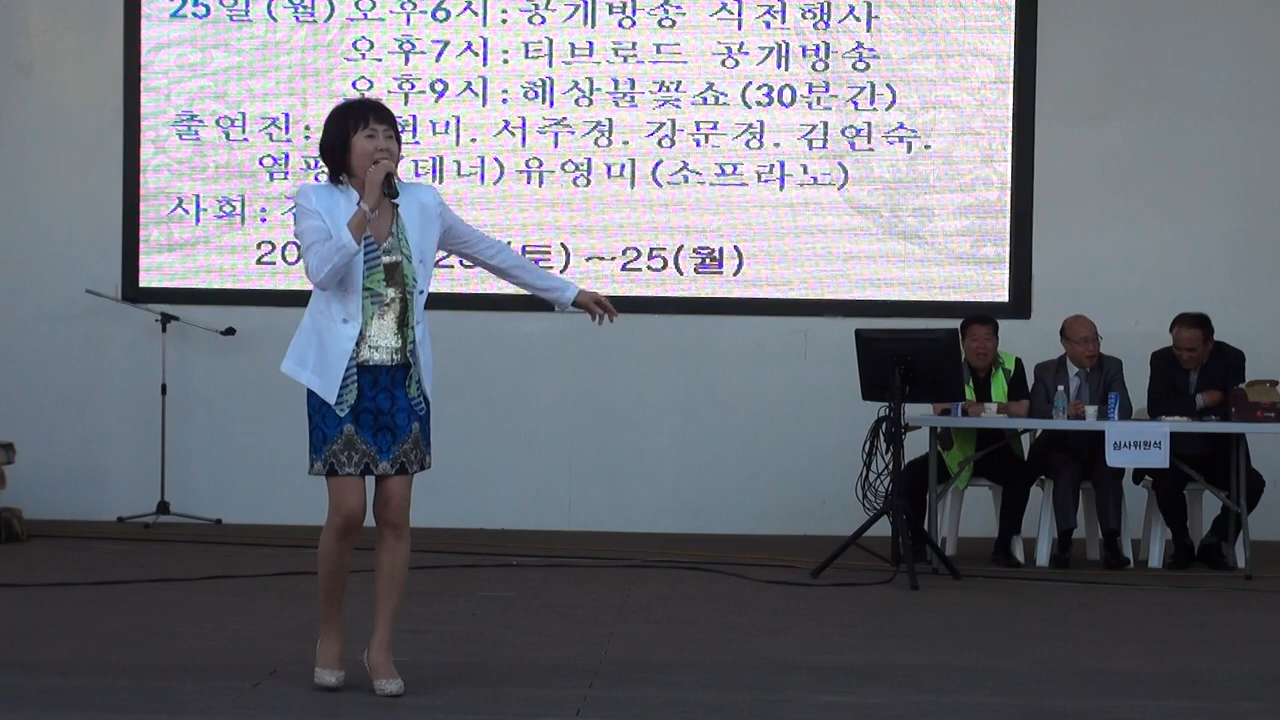 25일(월)오후6시:공개방송 식전행사
오후7시:티브로드 공개방송
오후9시:해상불꽃쇼(30분간)
출연진: 현미. 서주경. 강문경. 김연숙.
염 테너)유영미(소프라노)
사회:
20 (토)~25(월)
심사위원석